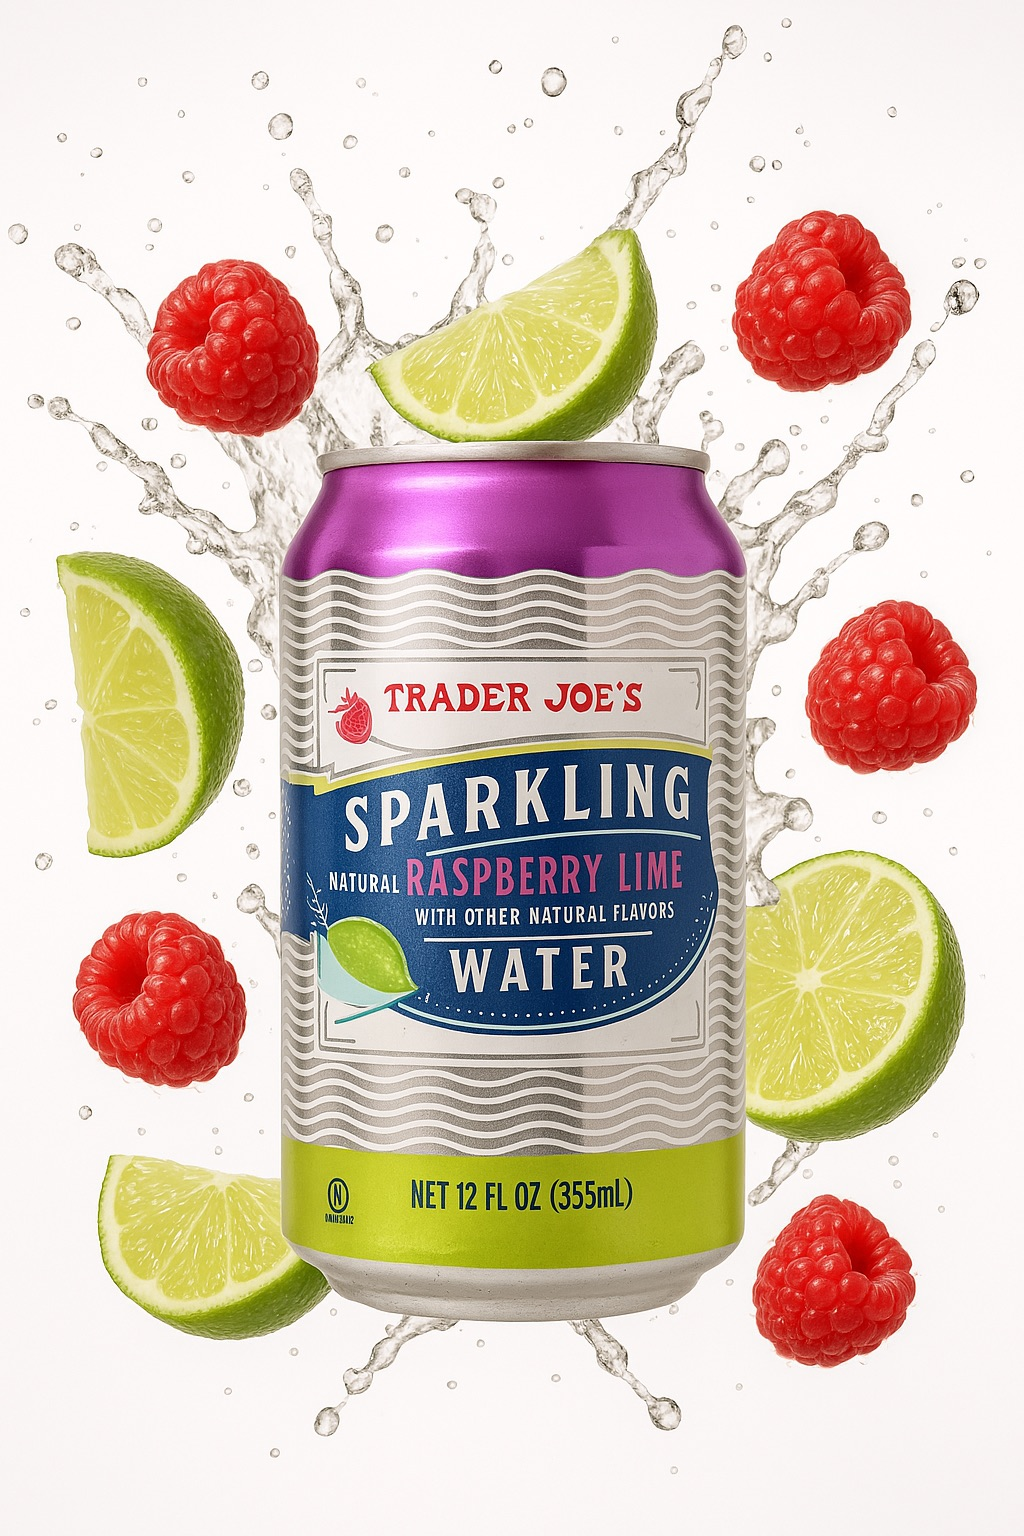 TRADER JOE'S
SPARKLING
NATURAL RASPBERRY LIME
WITH OTHER NATURAL FLAVORS
WATER
N
NET 12 FL OZ (355mL)